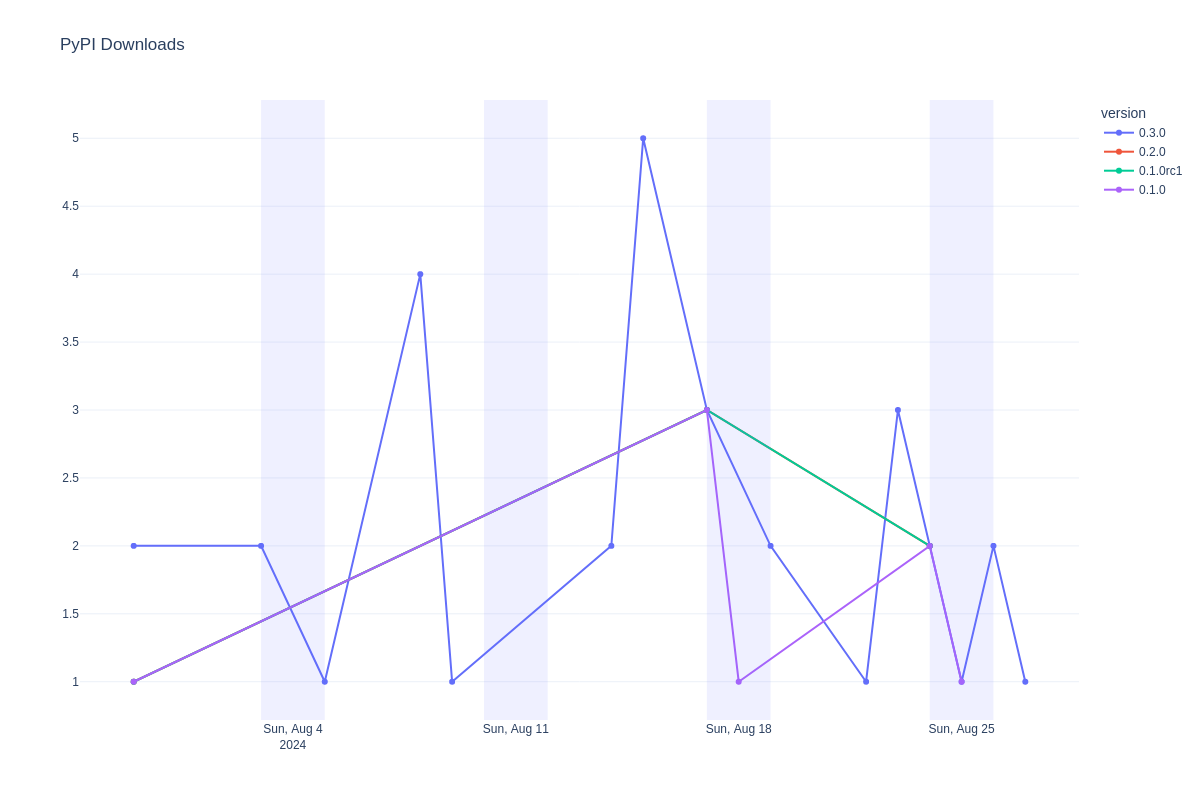 PyPI Downloads
version
0.3.0
0.2.0
0.1.0rc1
0.1.0
5
4.5
4
3.5
3
2.5
2
1.5
1
Sun, Aug 4
2024
Sun, Aug 11
Sun, Aug 18
Sun, Aug 25